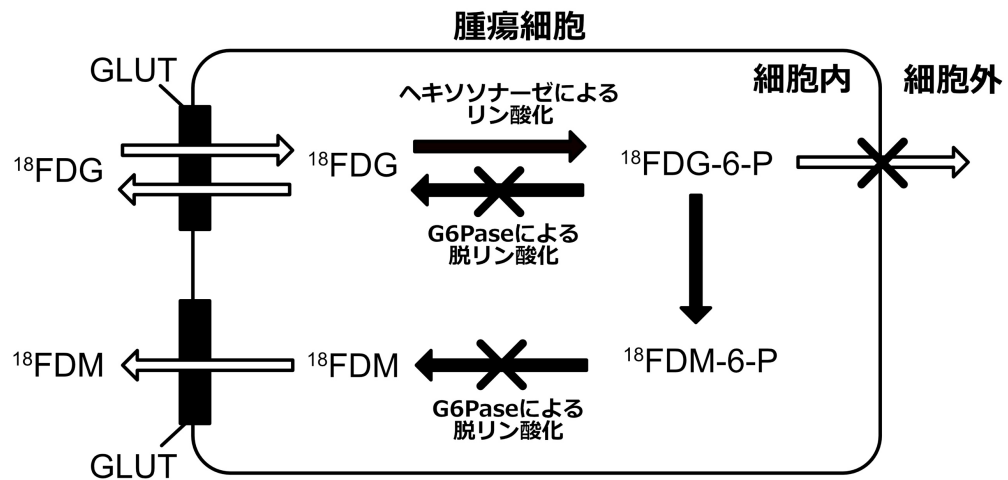 腫瘍細胞
GLUT
細胞内
細胞外
ヘキソソナーゼによる
リン酸化
¹⁸FDG
¹⁸FDG
¹⁸FDG-6-P
G6Paseによる
脱リン酸化
¹⁸FDM
¹⁸FDM
¹⁸FDM-6-P
G6Paseによる
脱リン酸化
GLUT